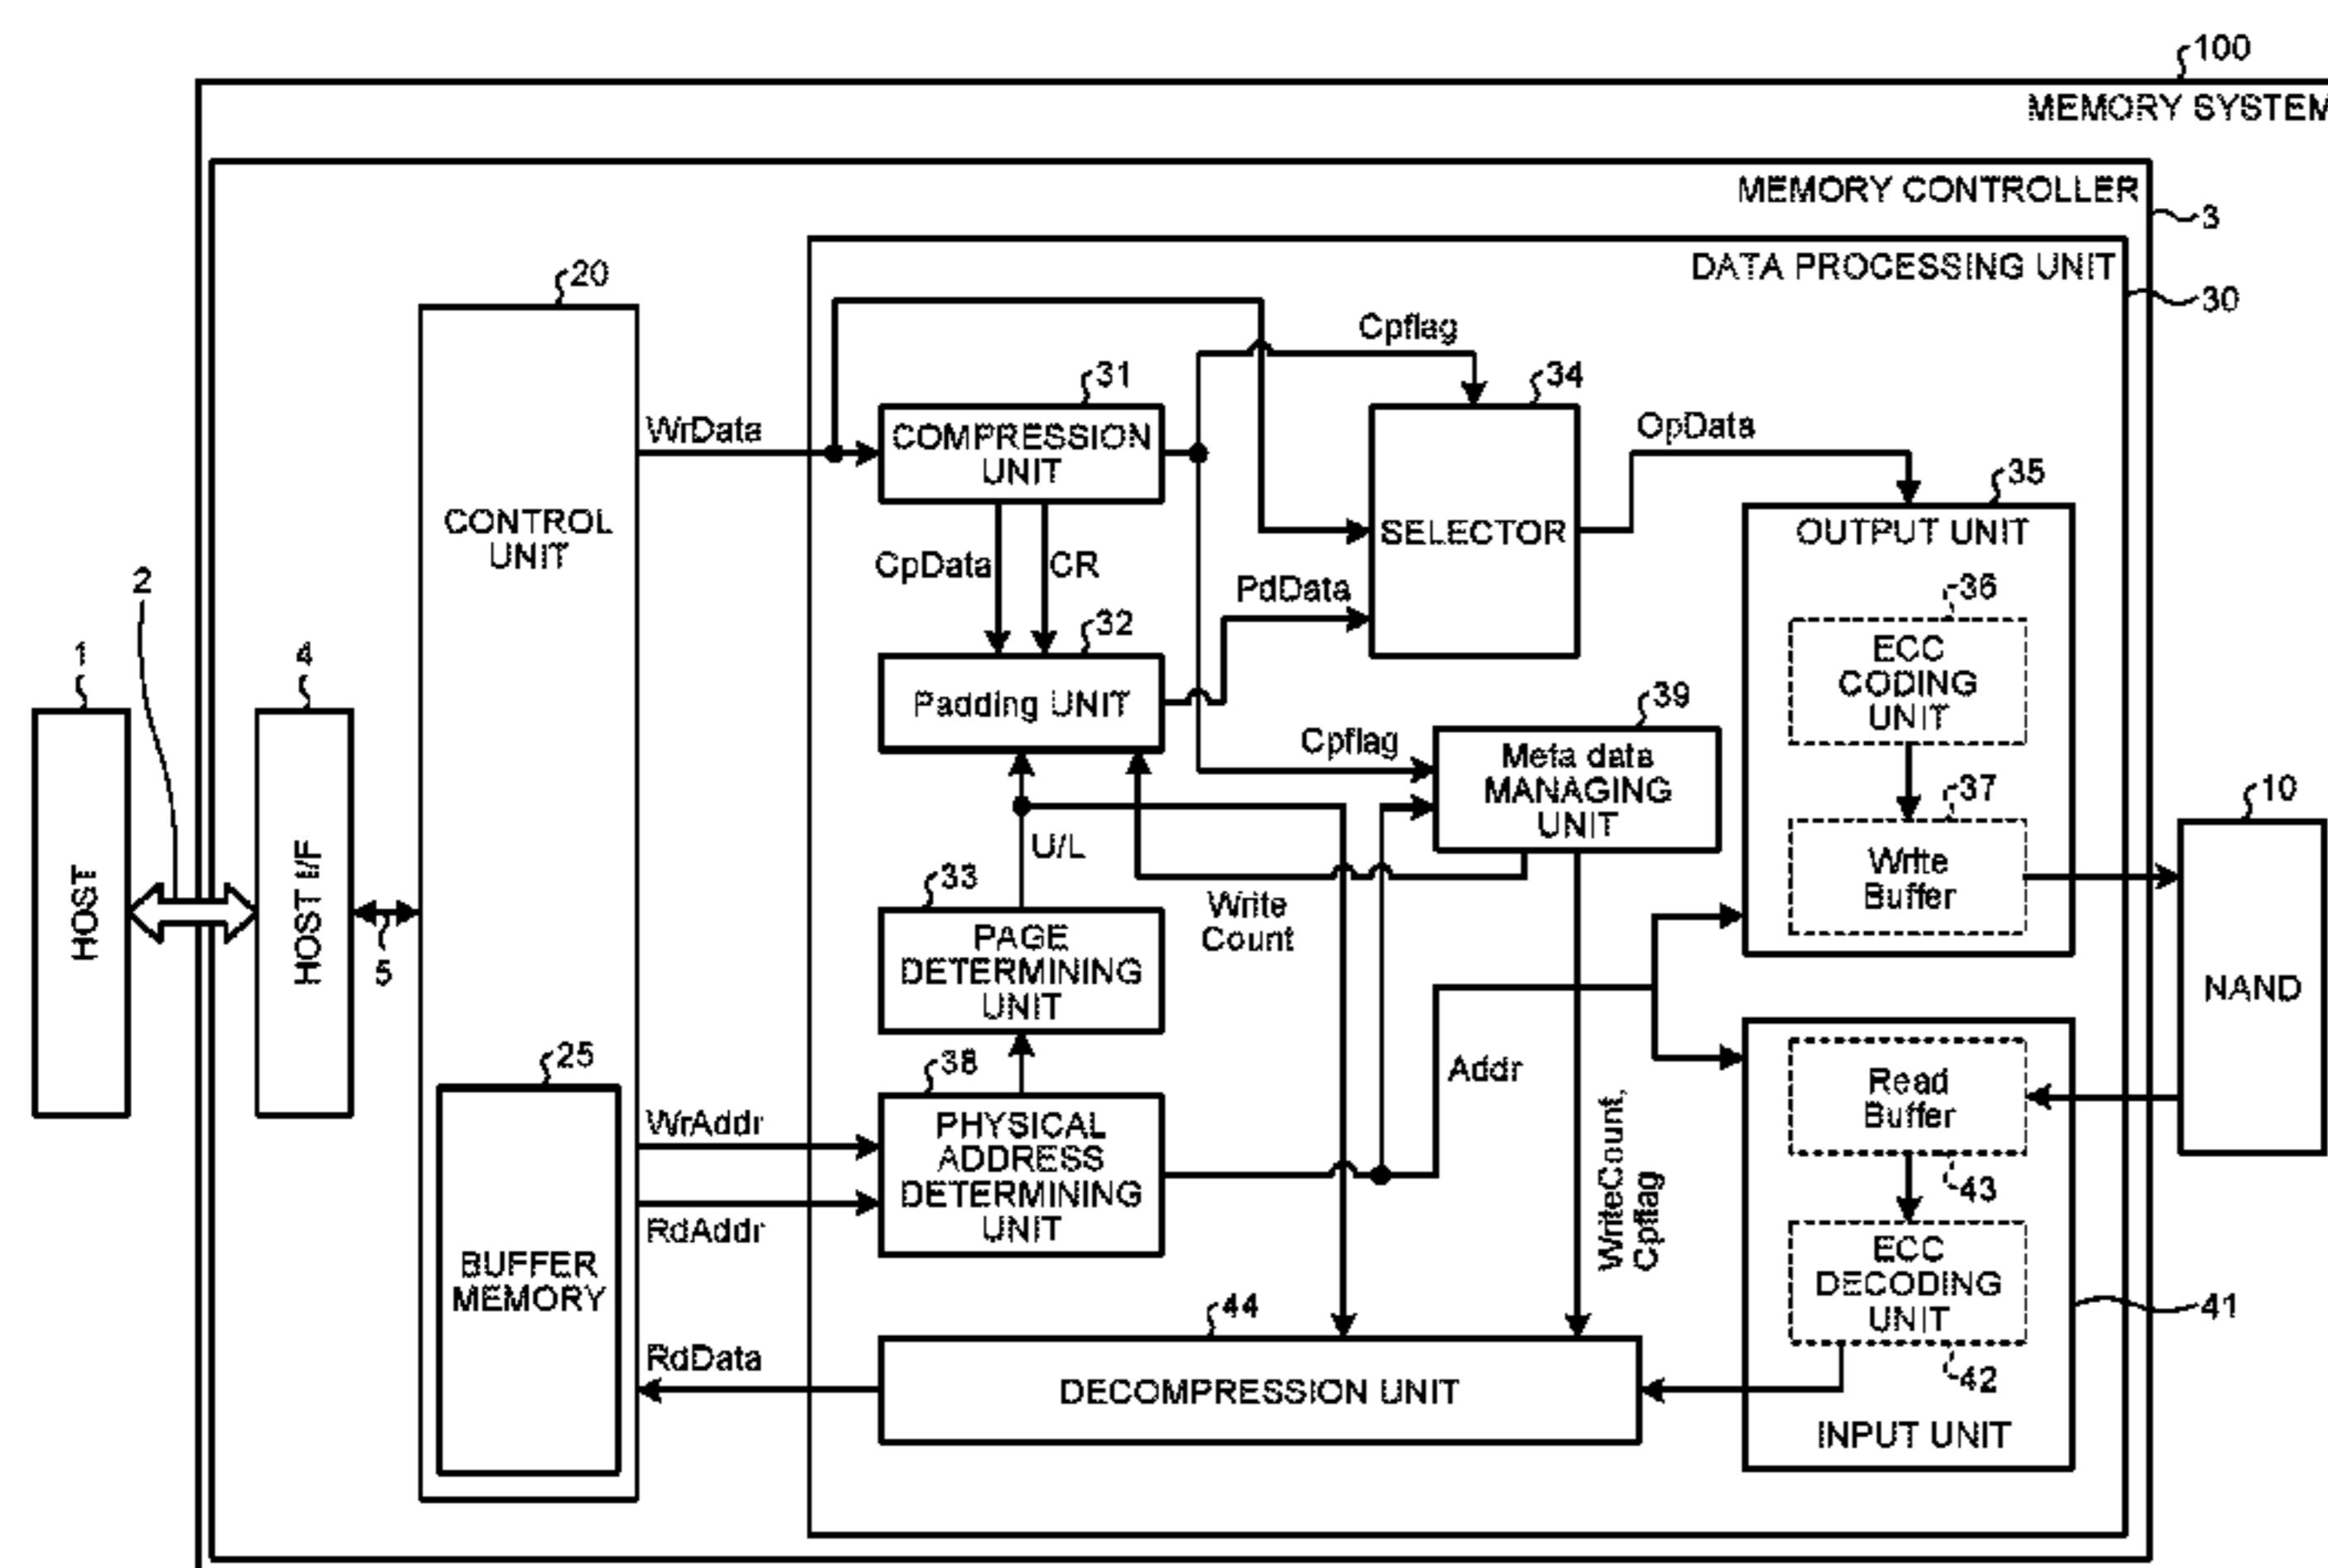 100
MEMORY SYSTEM
MEMORY CONTROLLER
3
DATA PROCESSING UNIT
30
20
CONTROL
UNIT
WrData
31
COMPRESSION
UNIT
Cpflag
34
SELECTOR
OpData
35
OUTPUT UNIT
CpData
CR
PdData
36
ECC
CODING
UNIT
2
1
HOST
4
HOST I/F
5
32
Padding UNIT
Cpflag
39
Meta data
MANAGING
UNIT
37
Write
Buffer
10
NAND
U/L
33
PAGE
DETERMINING
UNIT
Write
Count
25
BUFFER
MEMORY
WrAddr
RdAddr
38
PHYSICAL
ADDRESS
DETERMINING
UNIT
Addr
WriteCount,
Cpflag
Read
Buffer
43
ECC
DECODING
UNIT
42
41
INPUT UNIT
44
DECOMPRESSION UNIT
RdData